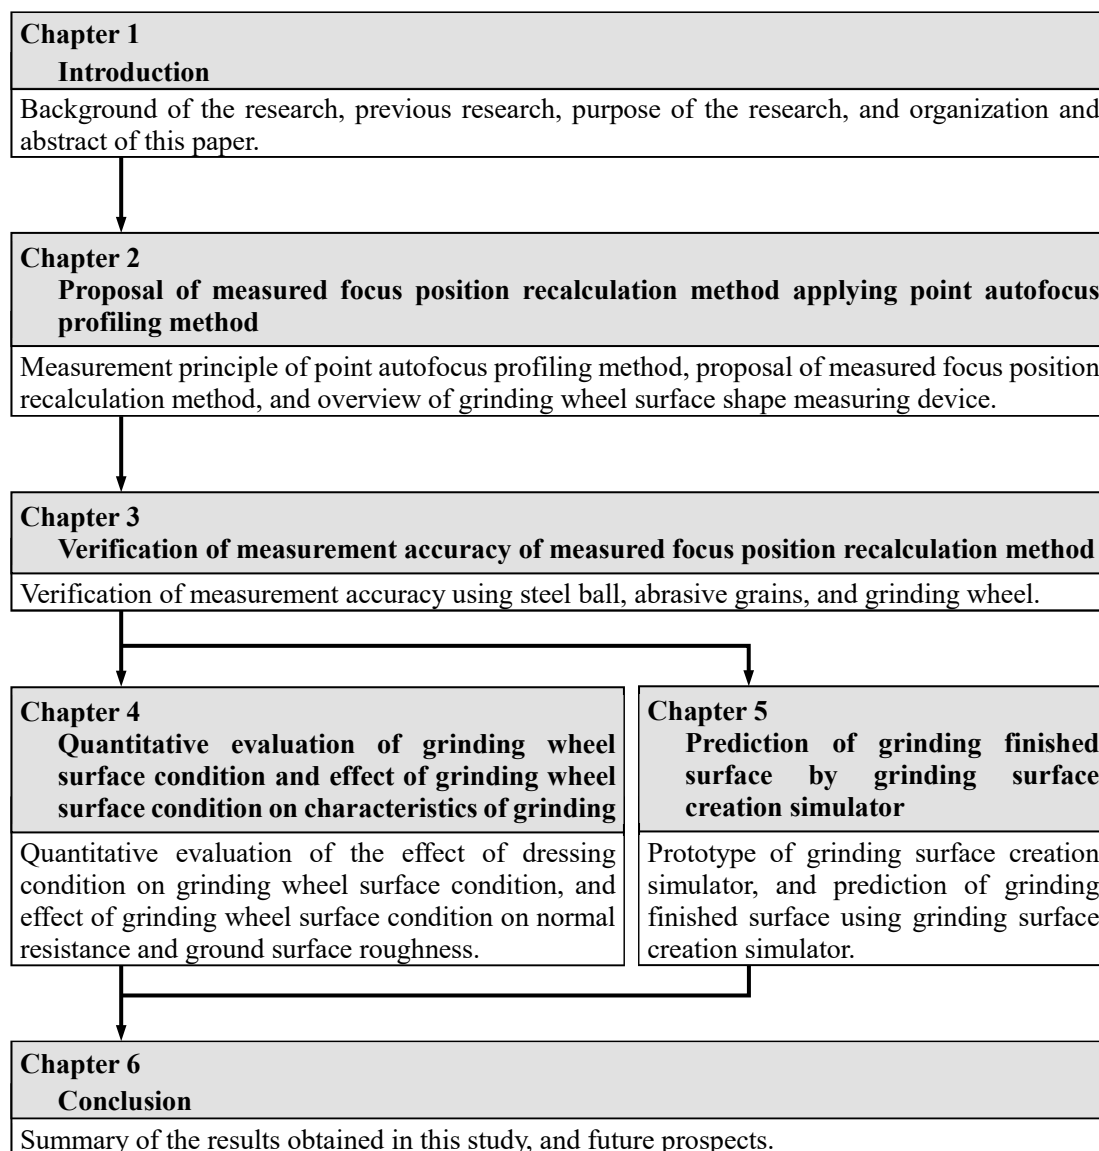 Chapter 1
Introduction
Background of the research, previous research, purpose of the research, and organization and
abstract of this paper.
Chapter 2
Proposal of measured focus position recalculation method applying point autofocus
profiling method
Measurement principle of point autofocus profiling method, proposal of measured focus position
recalculation method, and overview of grinding wheel surface shape measuring device.
Chapter 3
Verification of measurement accuracy of measured focus position recalculation method
Verification of measurement accuracy using steel ball, abrasive grains, and grinding wheel.
Chapter 4
Quantitative evaluation of grinding wheel
surface condition and effect of grinding wheel
surface condition on characteristics of grinding
Quantitative evaluation of the effect of dressing
condition on grinding wheel surface condition, and
effect of grinding wheel surface condition on normal
resistance and ground surface roughness.
Chapter 5
Prediction of grinding finished
surface by grinding surface
creation simulator
Prototype of grinding surface creation
simulator, and prediction of grinding
finished surface using grinding surface
creation simulator.
Chapter 6
Conclusion
Summary of the results obtained in this study, and future prospects.